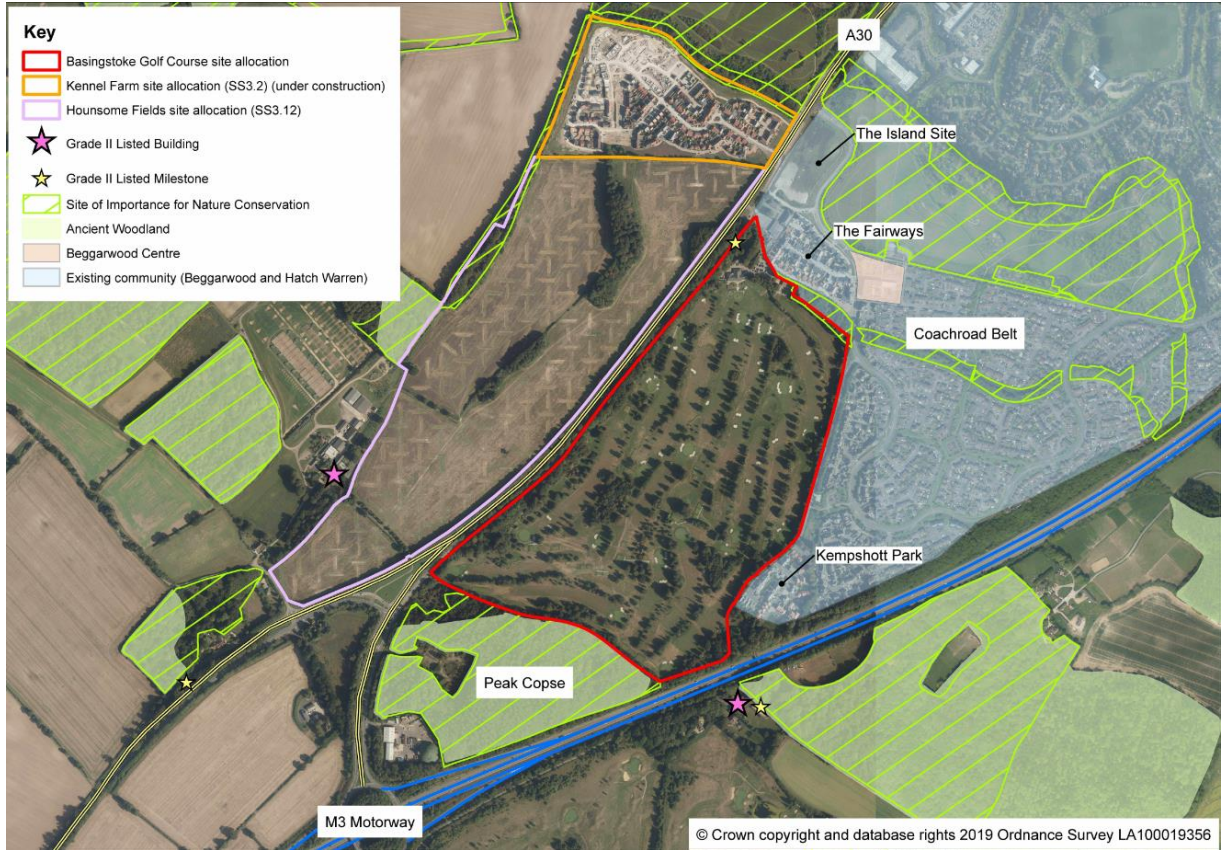 Key
Basingstoke Golf Course site allocation
Kennel Farm site allocation (SS3.2) (under construction)
Hounsome Fields site allocation (SS3.12)
Grade II Listed Building
Grade II Listed Milestone
Site of Importance for Nature Conservation
Ancient Woodland
Beggarwood Centre
Existing community (Beggarwood and Hatch Warren)
A30
The Island Site
The Fairways
Coachroad Belt
Kempshott Park
Peak Copse
M3 Motorway
© Crown copyright and database rights 2019 Ordnance Survey LA100019356